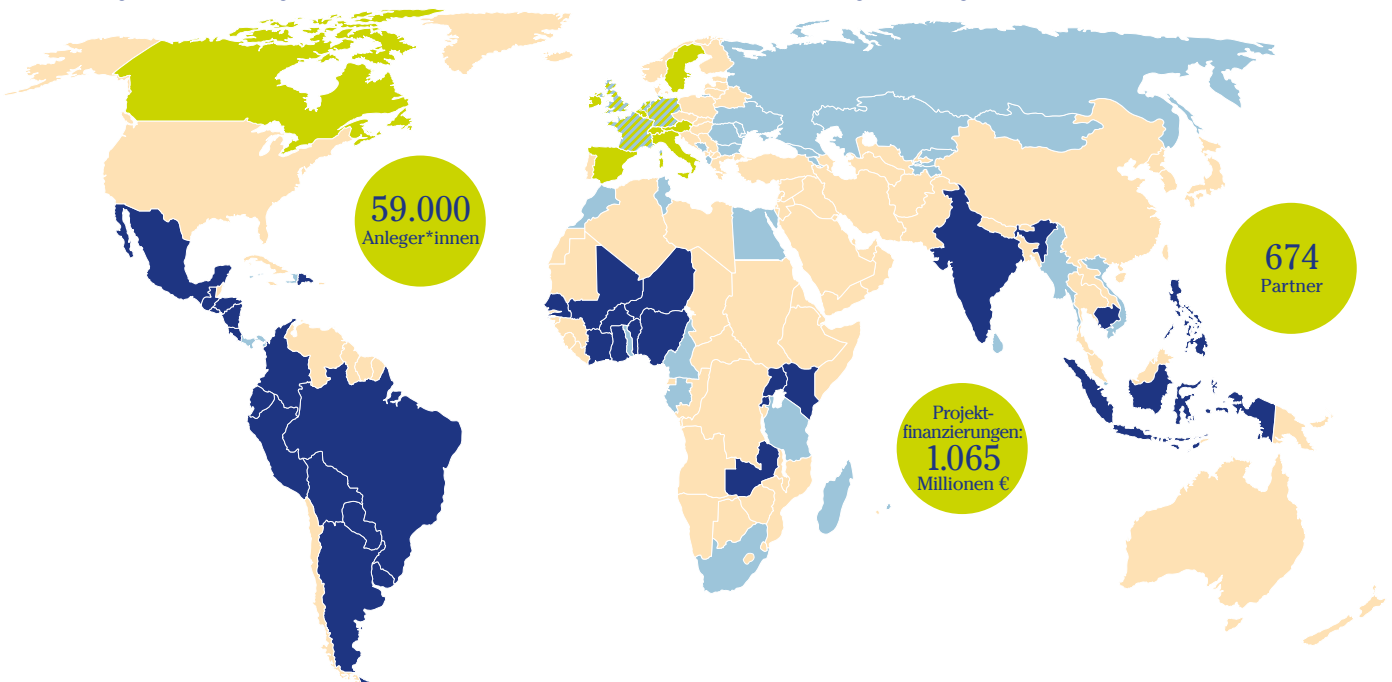 59.000
Anleger*innen
674
Partner
Projekt-
finanzierungen:
1.065
Millionen €